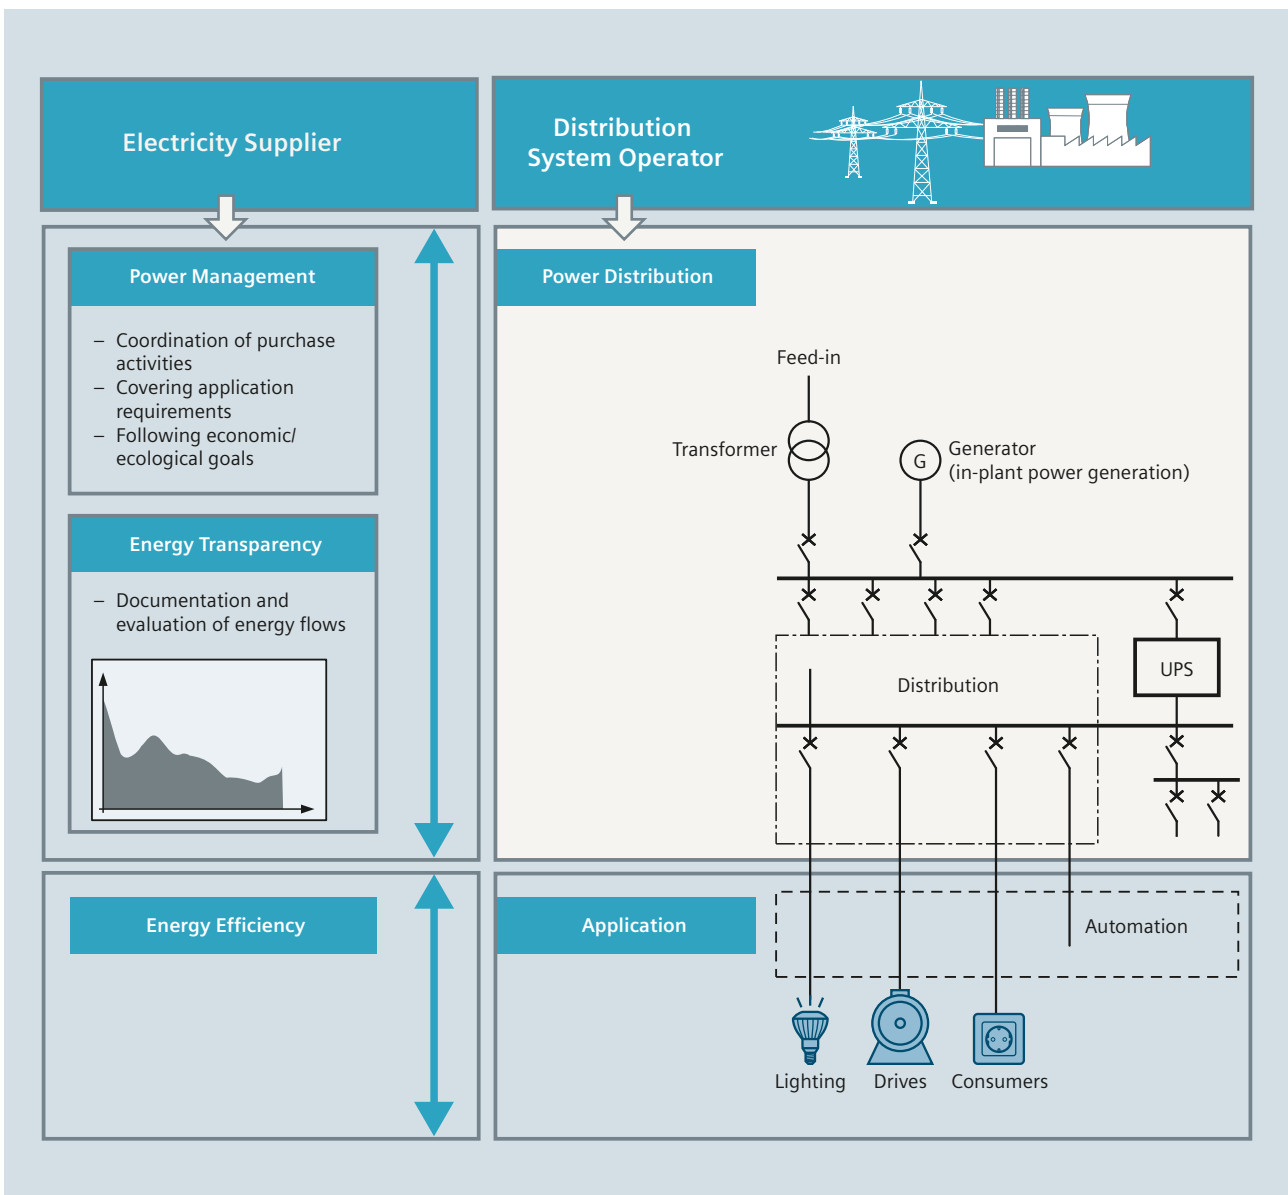 Electricity Supplier
Distribution
System Operator
Power Management
– Coordination of purchase
activities
– Covering application
requirements
– Following economic/
ecological goals
Energy Transparency
– Documentation and
evaluation of energy flows
Power Distribution
Feed-in
Transformer
G
Generator
(in-plant power generation)
Distribution
UPS
Energy Efficiency
Application
Automation
Lighting
Drives
Consumers